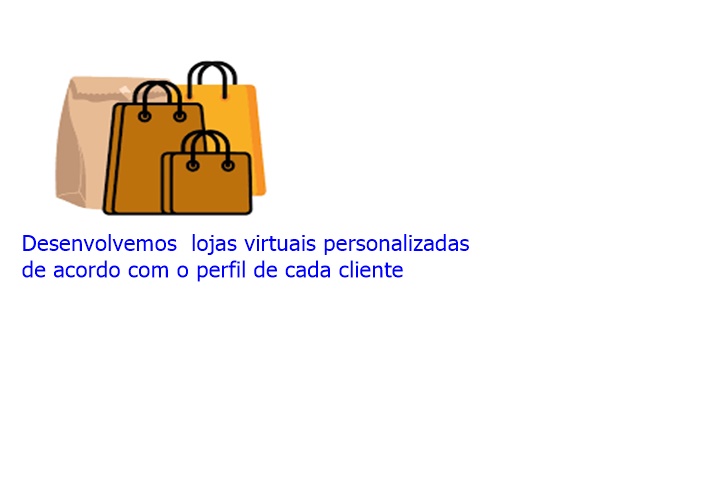 Desenvolvemos  lojas virtuais personalizadas
de acordo com o perfil de cada cliente